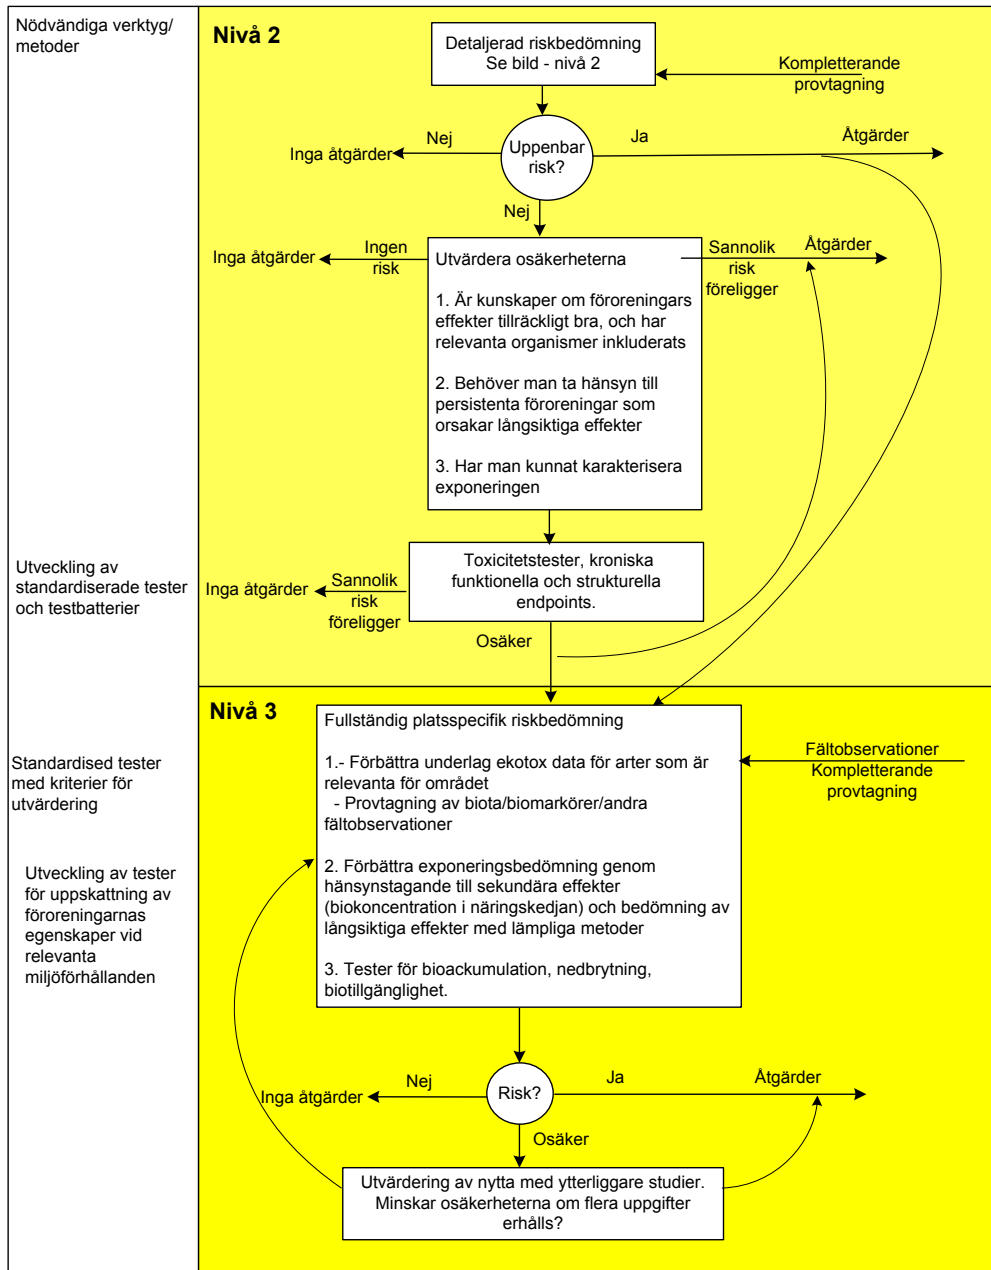 Nödvändiga verktyg/
metoder
Nivå 2
Detaljerad riskbedömning
Se bild - nivå 2
Kompletterande
provtagning
Nej
Ja
Åtgärder
Inga åtgärder
Uppenbar
risk?
Nej
Inga åtgärder
Ingen
risk
Utvärdera osäkerheterna
Sannolik
risk
föreligger
Åtgärder
1. Är kunskaper om föroreningars
effekter tillräckligt bra, och har
relevanta organismer inkluderats
2. Behöver man ta hänsyn till
persistenta föroreningar som
orsakar långsiktiga effekter
3. Har man kunnat karakterisera
exponeringen
Utveckling av
standardiserade tester
och testbatterier
Inga åtgärder
Sannolik
risk
föreligger
Toxicitetstester, kroniska
funktionella och strukturella
endpoints.
Osäker
Nivå 3
Fullständig platsspecifik riskbedömning
Standardised tester
med kriterier för
utvärdering
1.- Förbättra underlag ekotox data för arter som är
relevanta för området
- Provtagning av biota/biomarkörer/andra
fältobservationer
Fältobservationer
Kompletterande
provtagning
Utveckling av tester
för uppskattning av
föroreningarnas
egenskaper vid
relevanta
miljöförhållanden
2. Förbättra exponeringsbedömning genom
hänsynstagande till sekundära effekter
(biokoncentration i näringskedjan) och bedömning av
långsiktiga effekter med lämpliga metoder
3. Tester för bioackumulation, nedbrytning,
biotillgänglighet.
Nej
Ja
Åtgärder
Inga åtgärder
Risk?
Osäker
Utvärdering av nytta med ytterliggare studier.
Minskar osäkerheterna om flera uppgifter
erhålls?